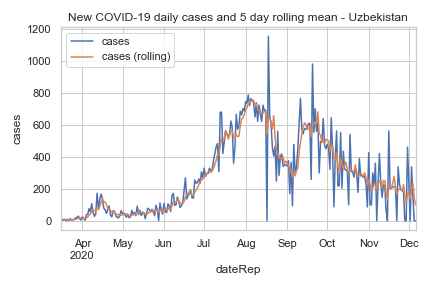 New COVID-19 daily cases and 5 day rolling mean - Uzbekistan
cases
cases (rolling)
1200
1000
800
600
400
200
0
cases
Apr
2020
May
Jun
Jul
Aug
Sep
Oct
Nov
Dec
dateRep